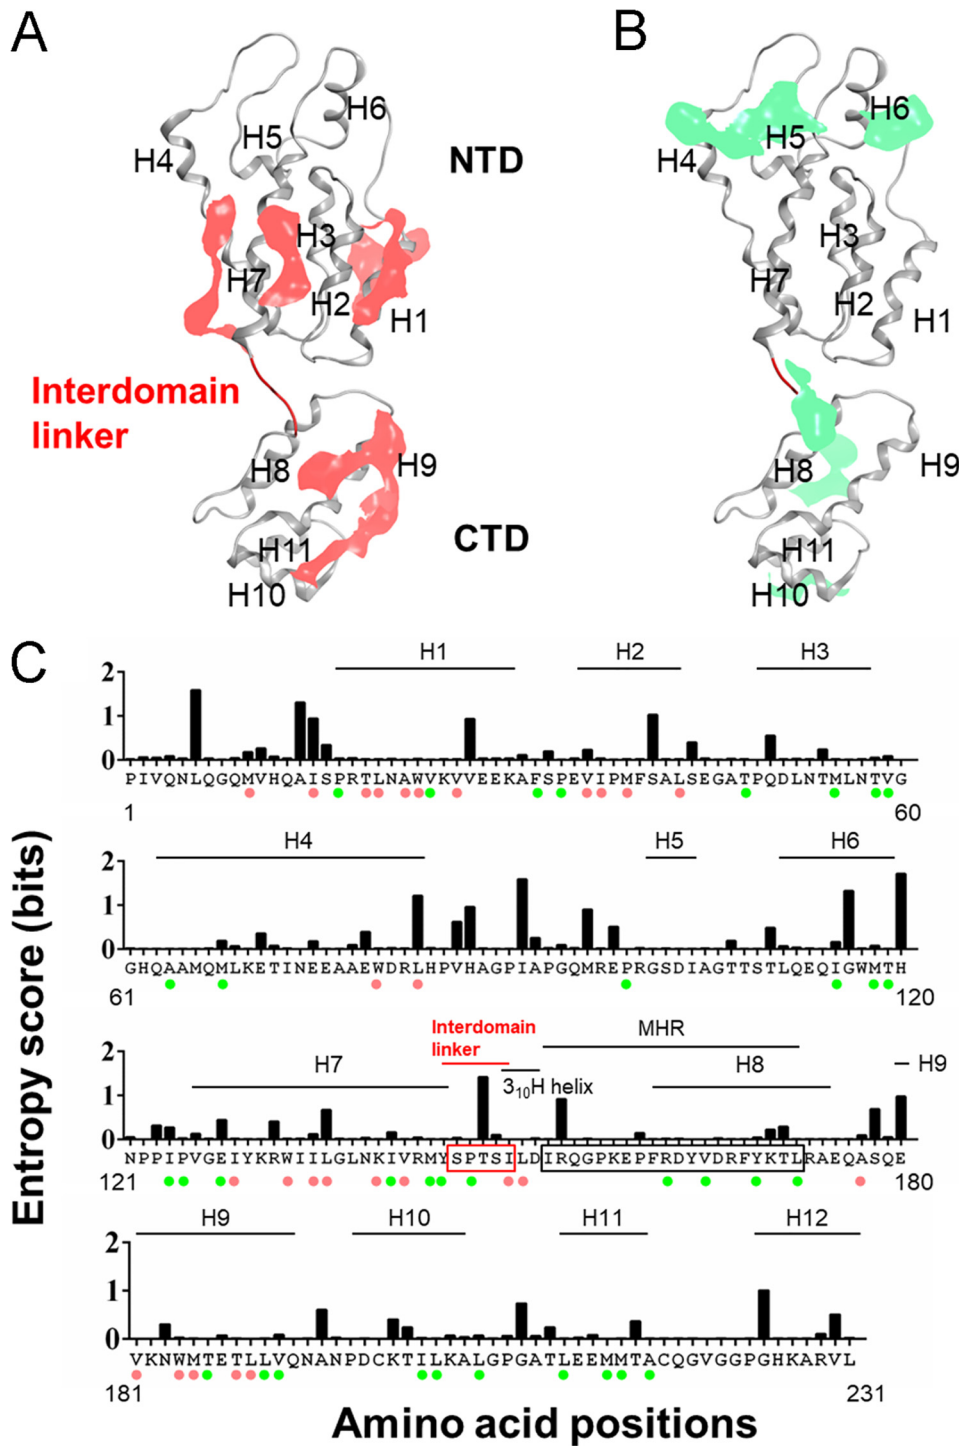 A
B
H6
H5
H4
NTD
H3
H7
H2
H1
Interdomain
linker
H8
H9
CTD
H11
H10
H6
H5
H4
H3
H7
H2
H1
H8
H9
H11
H10
C
Entropy score (bits)
H1 H2 H3
2
1
0
PIVQNLQGQMVHQAISPRTLNAWVKVVEEKAFSPEVIPMFSALSEGATPQDLNTMLNTVG
1 60
H4 H5 H6
2
1
0
GHQAAMQMLKETINEEAAEWDRLHPVHAGPIAPGQMREPRGSDIAGTTSTLQEQIGWMTH
61 120
Interdomain
linker
MHR
H7 3₁₀H helix H8 H9
2
1
0
NPPIPVGEIYKRWIILGLNKIVRMYSPTSILDIRQGPKEPFRDYVDRFYKTLRAEQASQE
121 180
H9 H10 H11 H12
2
1
0
VKNWMTETLLVQNANPDCKTILKALGPGATLEEMMTACQGVGGPGHKARVL
181 231
Amino acid positions